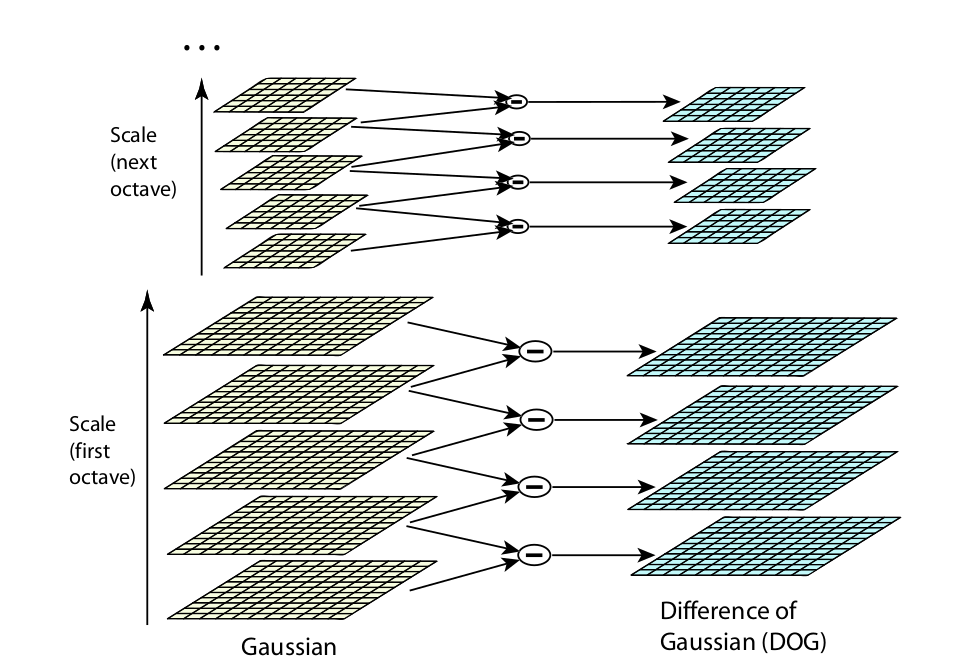 ...
Scale
(next
octave)
Scale
(first
octave)
Gaussian
Difference of
Gaussian (DOG)